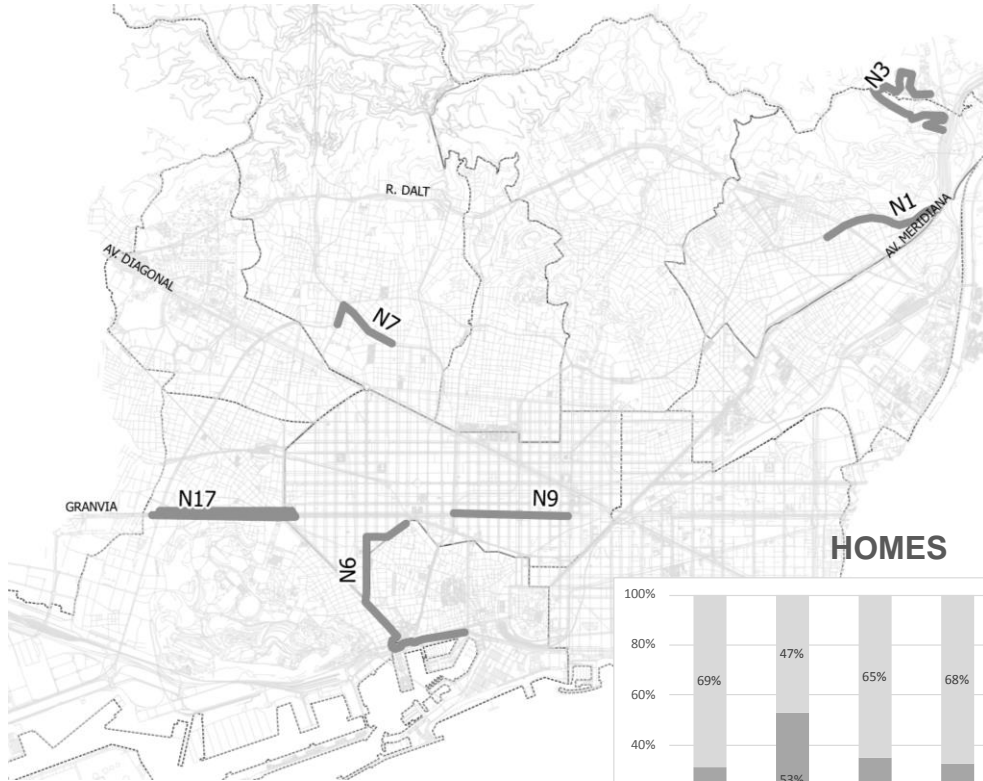 N3
R. DALT
N1
AV. MERIDIANA
AV. DIAGONAL
N7
GRANVIA
N17
N9
N6
HOMES
100%
80%
60%
40%
69%
47%
65%
68%
53%